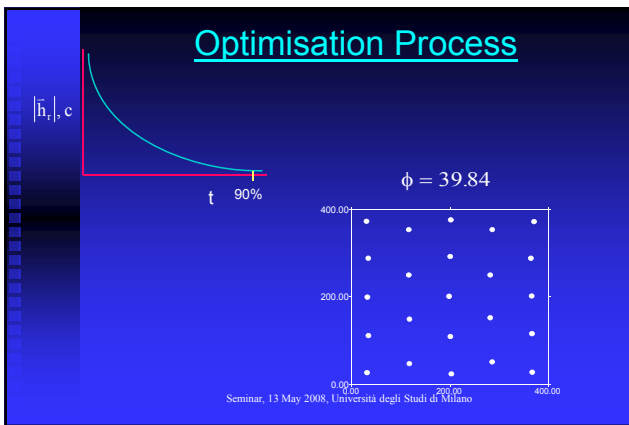 Optimisation Process
|h̄ᵣ|, c
t 90%
ϕ = 39.84
400.00
200.00
0.00
0.00 200.00 400.00
Seminar, 13 May 2008, Università degli Studi di Milano